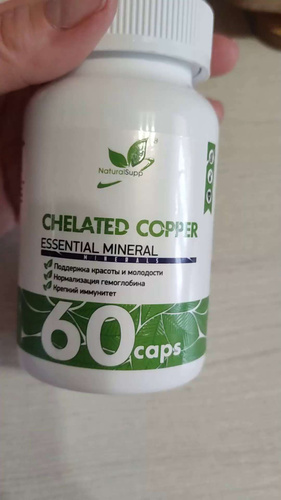 NaturalSupp
CHELATED COPPER
ESSENTIAL MINERAL
MINERALS
Поддержка красоты и молодости
Нормализация гемоглобина
Крепкий иммунитет
60 caps